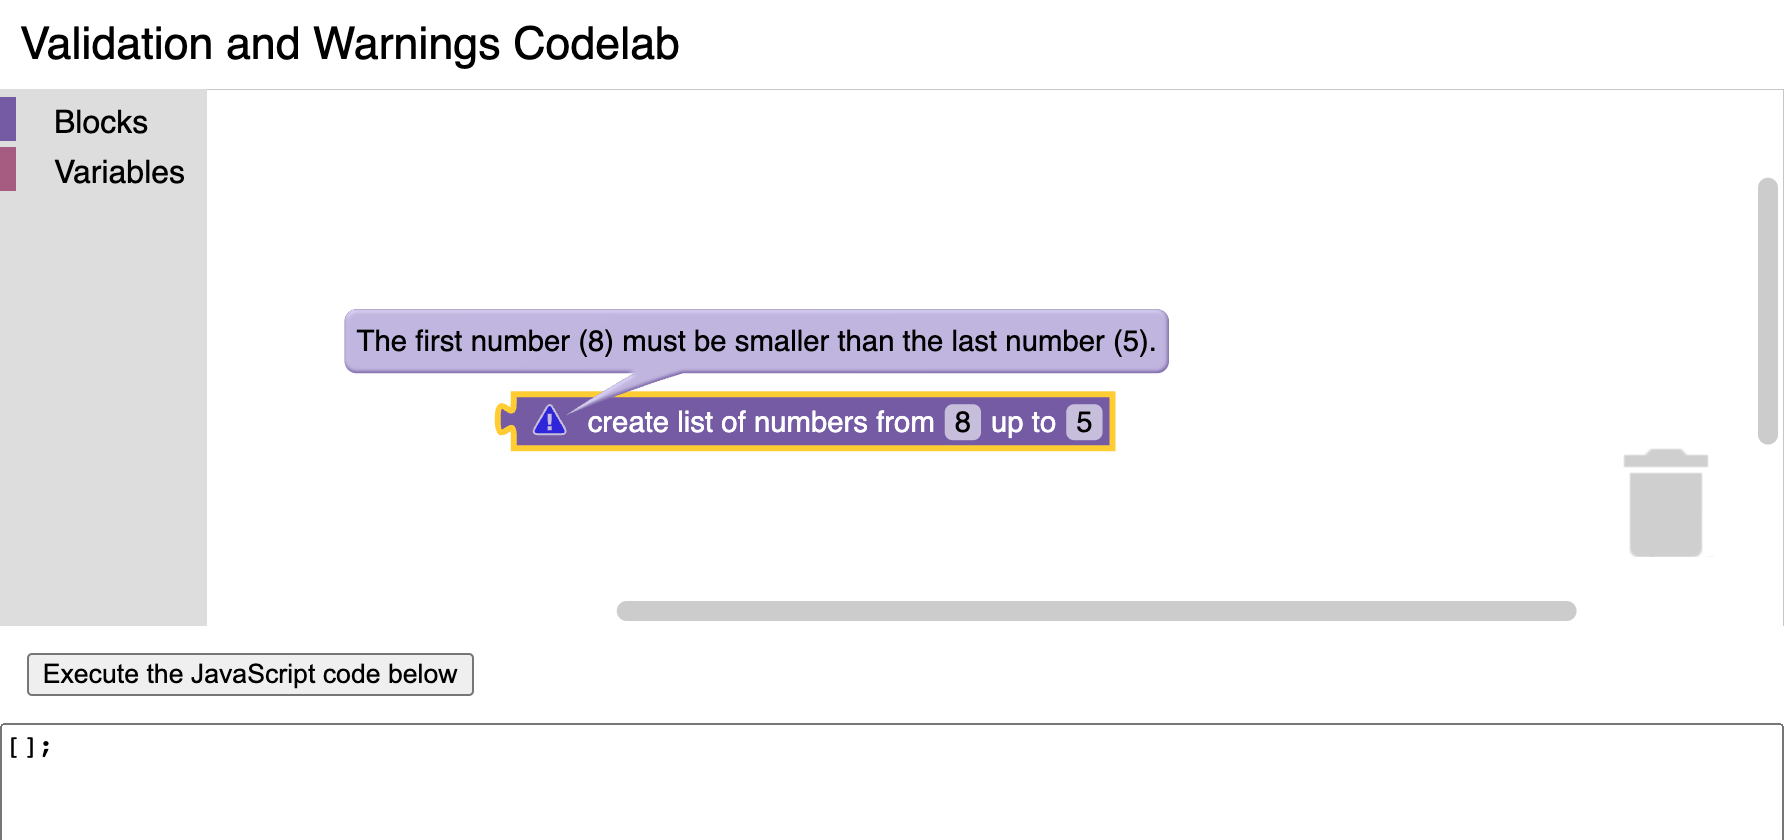 Validation and Warnings Codelab
Blocks
Variables
The first number (8) must be smaller than the last number (5).
! create list of numbers from 8 up to 5
Execute the JavaScript code below
[];